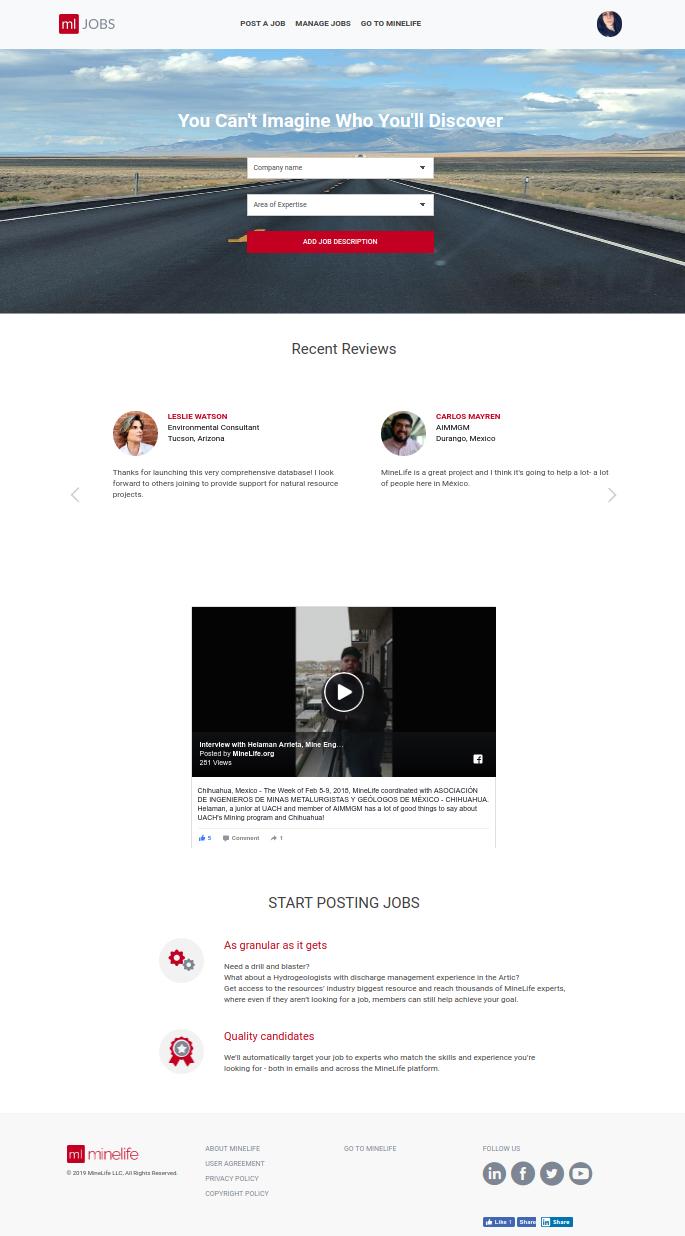 ml JOBS
POST A JOB MANAGE JOBS GO TO MINELIFE
You Can't Imagine Who You'll Discover
Company name
Area of Expertise
ADD JOB DESCRIPTION
Recent Reviews
LESLIE WATSON
Environmental Consultant
Tucson, Arizona
Thanks for launching this very comprehensive database! I look
forward to others joining to provide support for natural resource
projects.
CARLOS MAYREN
AIMMGM
Durango, Mexico
MineLife is a great project and I think it's going to help a lot- a lot
of people here in México.
Interview with Helaman Arrieta, Mine Eng...
Posted by MineLife.org
251 Views
Chihuahua, Mexico - The Week of Feb 5-9, 2018, MineLife coordinated with ASOCIACIÓN
DE INGENIEROS DE MINAS METALURGISTAS Y GEÓLOGOS DE MÉXICO - CHIHUAHUA.
Helaman, a junior at UACH and member of AIMMGM has a lot of good things to say about
UACH's Mining program and Chihuahua!
5 Comment 1
START POSTING JOBS
As granular as it gets
Need a drill and blaster?
What about a Hydrogeologists with discharge management experience in the Artic?
Get access to the resources' industry biggest resource and reach thousands of MineLife experts,
where even if they aren't looking for a job, members can still help achieve your goal.
Quality candidates
We'll automatically target your job to experts who match the skills and experience you're
looking for - both in emails and across the MineLife platform.
ml minelife
© 2019 MineLife LLC, All Rights Reserved.
ABOUT MINELIFE
USER AGREEMENT
PRIVACY POLICY
COPYRIGHT POLICY
GO TO MINELIFE
FOLLOW US
Like 1 Share Share